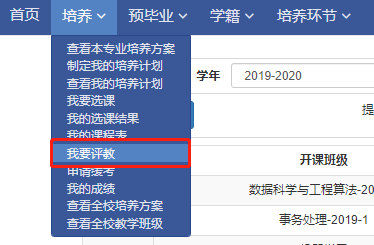 首页 培养 预毕业 学籍 培养环节
查看本专业培养方案
制定我的培养计划
学年 2019-2020
查看我的培养计划
我要选课
提
我的选课结果
我的课程表
我要评教
开课班级
申请缓考
我的成绩
数据科学与工程算法-20
查看全校培养方案
事务处理-2019-1
查看全校教学班级